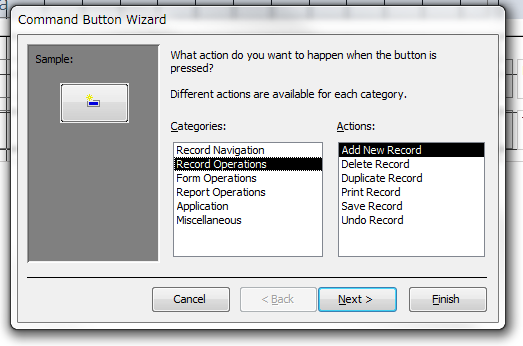 Command Button Wizard
Sample:
What action do you want to happen when the button is
pressed?
Different actions are available for each category.
Categories:
Record Navigation
Record Operations
Form Operations
Report Operations
Application
Miscellaneous
Actions:
Add New Record
Delete Record
Duplicate Record
Print Record
Save Record
Undo Record
Cancel
< Back
Next >
Finish